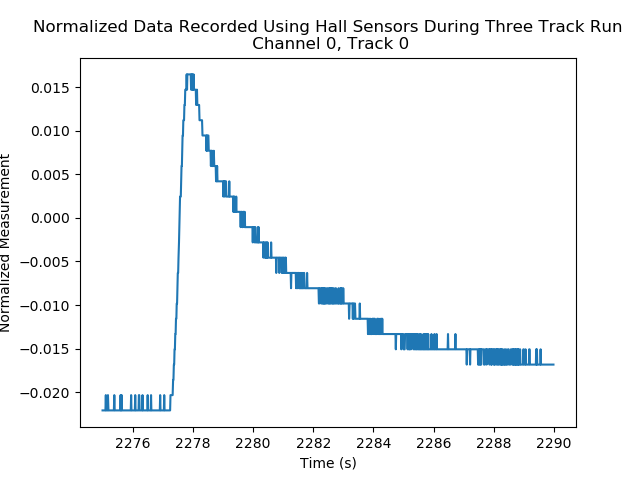 Normalized Data Recorded Using Hall Sensors During Three Track Run
Channel 0, Track 0
Normalized Measurement
0.015
0.010
0.005
0.000
−0.005
−0.010
−0.015
−0.020
2276 2278 2280 2282 2284 2286 2288 2290
Time (s)